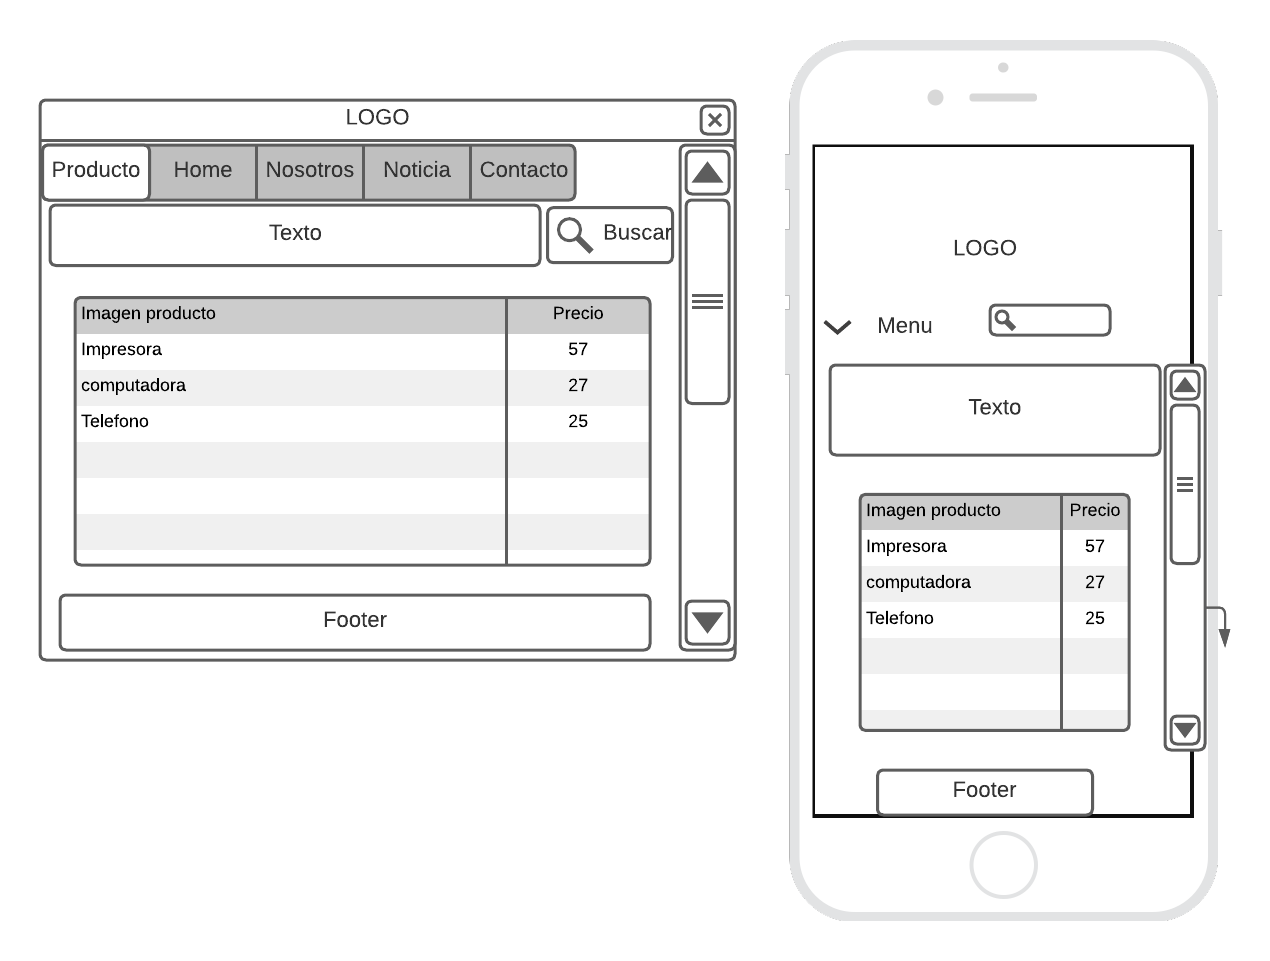 LOGO
Producto Home Nosotros Noticia Contacto
Texto Buscar
Imagen producto Precio
Impresora 57
computadora 27
Telefono 25
Footer
LOGO
Menu
Texto
Imagen producto Precio
Impresora 57
computadora 27
Telefono 25
Footer